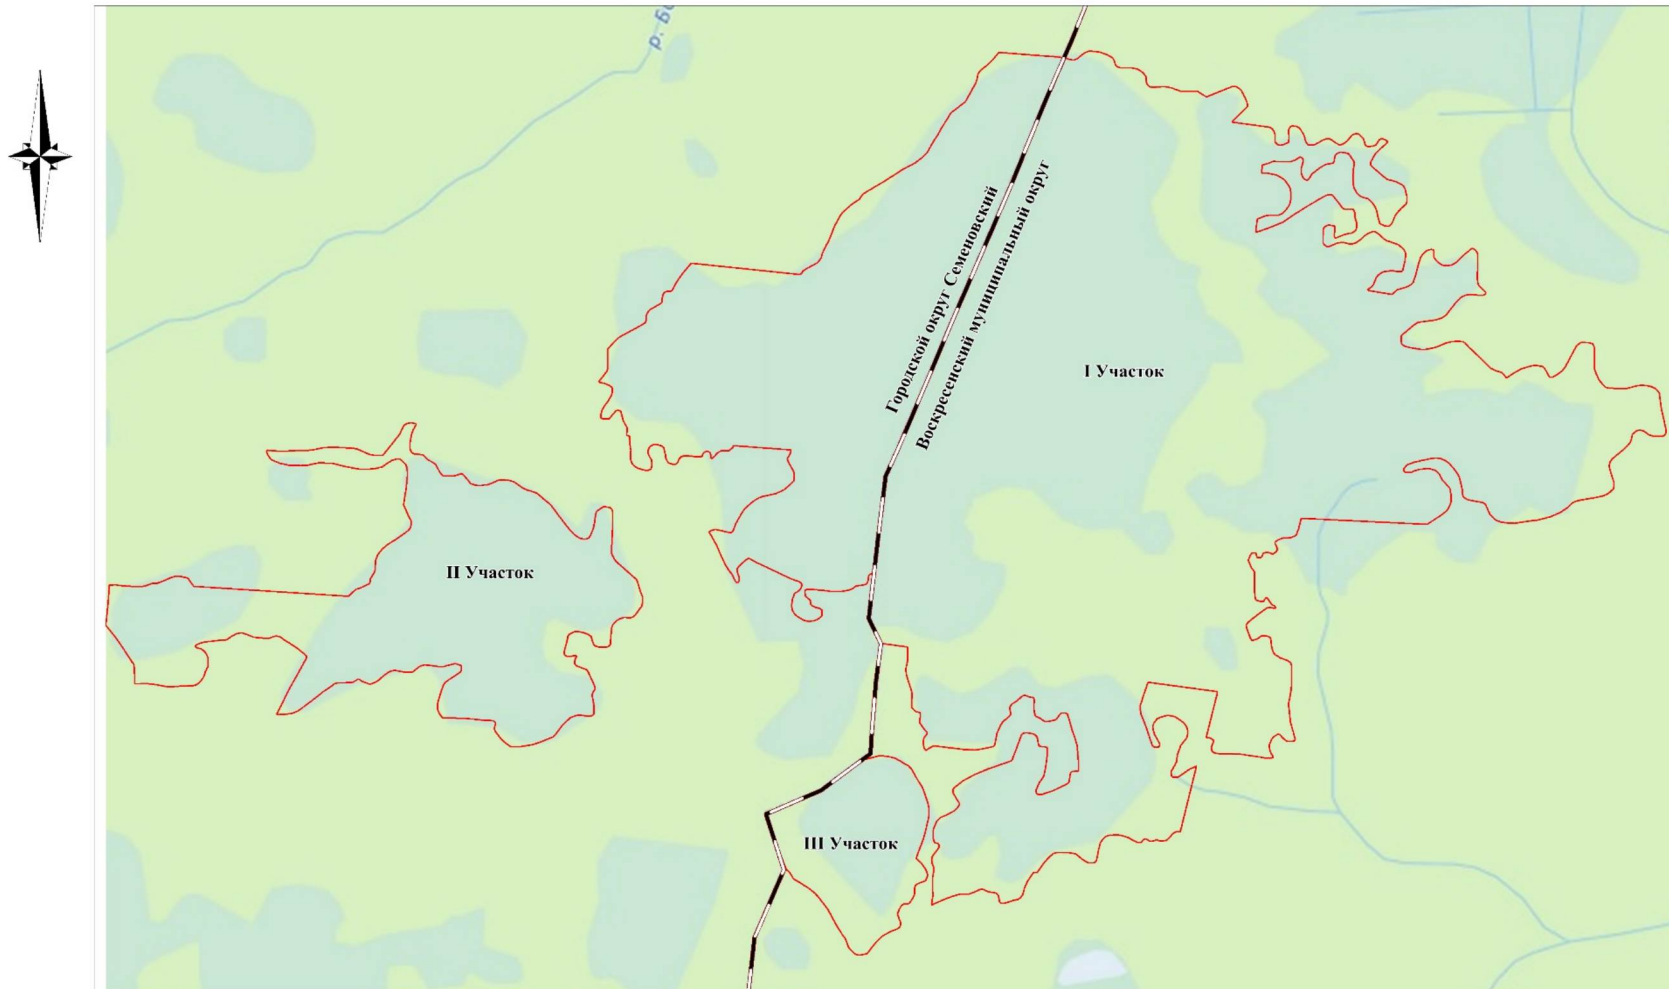 р.
Городской округ Семеновский
Воскресенский муниципальный округ
I Участок
II Участок
III Участок